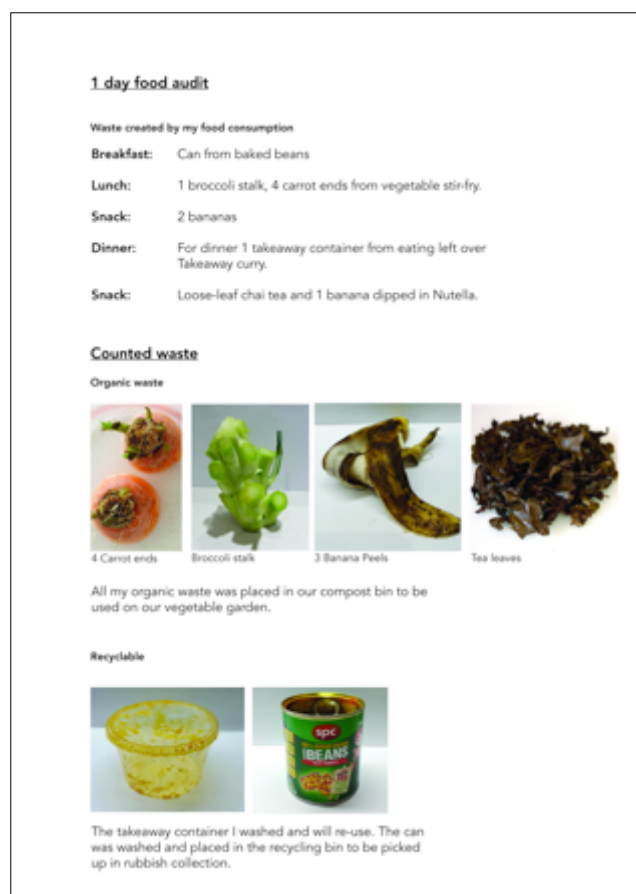 1 day food audit
Waste created by my food consumption
Breakfast: Can from baked beans
Lunch: 1 broccoli stalk, 4 carrot ends from vegetable stir-fry.
Snack: 2 bananas
Dinner: For dinner 1 takeaway container from eating left over
Takeaway curry.
Snack: Loose-leaf chai tea and 1 banana dipped in Nutella.
Counted waste
Organic waste
4 Carrot ends Broccoli stalk 3 Banana Peels Tea leaves
All my organic waste was placed in our compost bin to be
used on our vegetable garden.
Recyclable
spc
BEANS
The takeaway container I washed and will re-use. The can
was washed and placed in the recycling bin to be picked
up in rubbish collection.